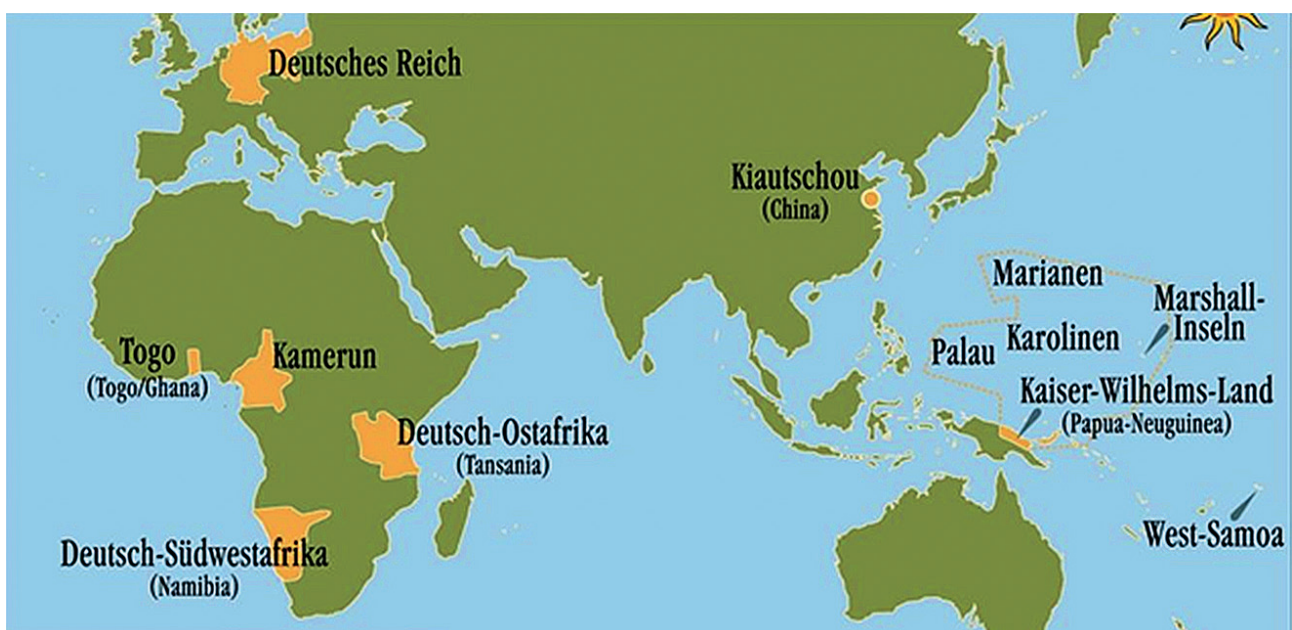 Deutsches Reich
Kiautschou
(China)
Marianen
Marshall-
Inseln
Karolinen
Palau
Togo
(Togo/Ghana)
Kamerun
Kaiser-Wilhelms-Land
(Papua-Neuguinea)
Deutsch-Ostafrika
(Tansania)
West-Samoa
Deutsch-Südwestafrika
(Namibia)